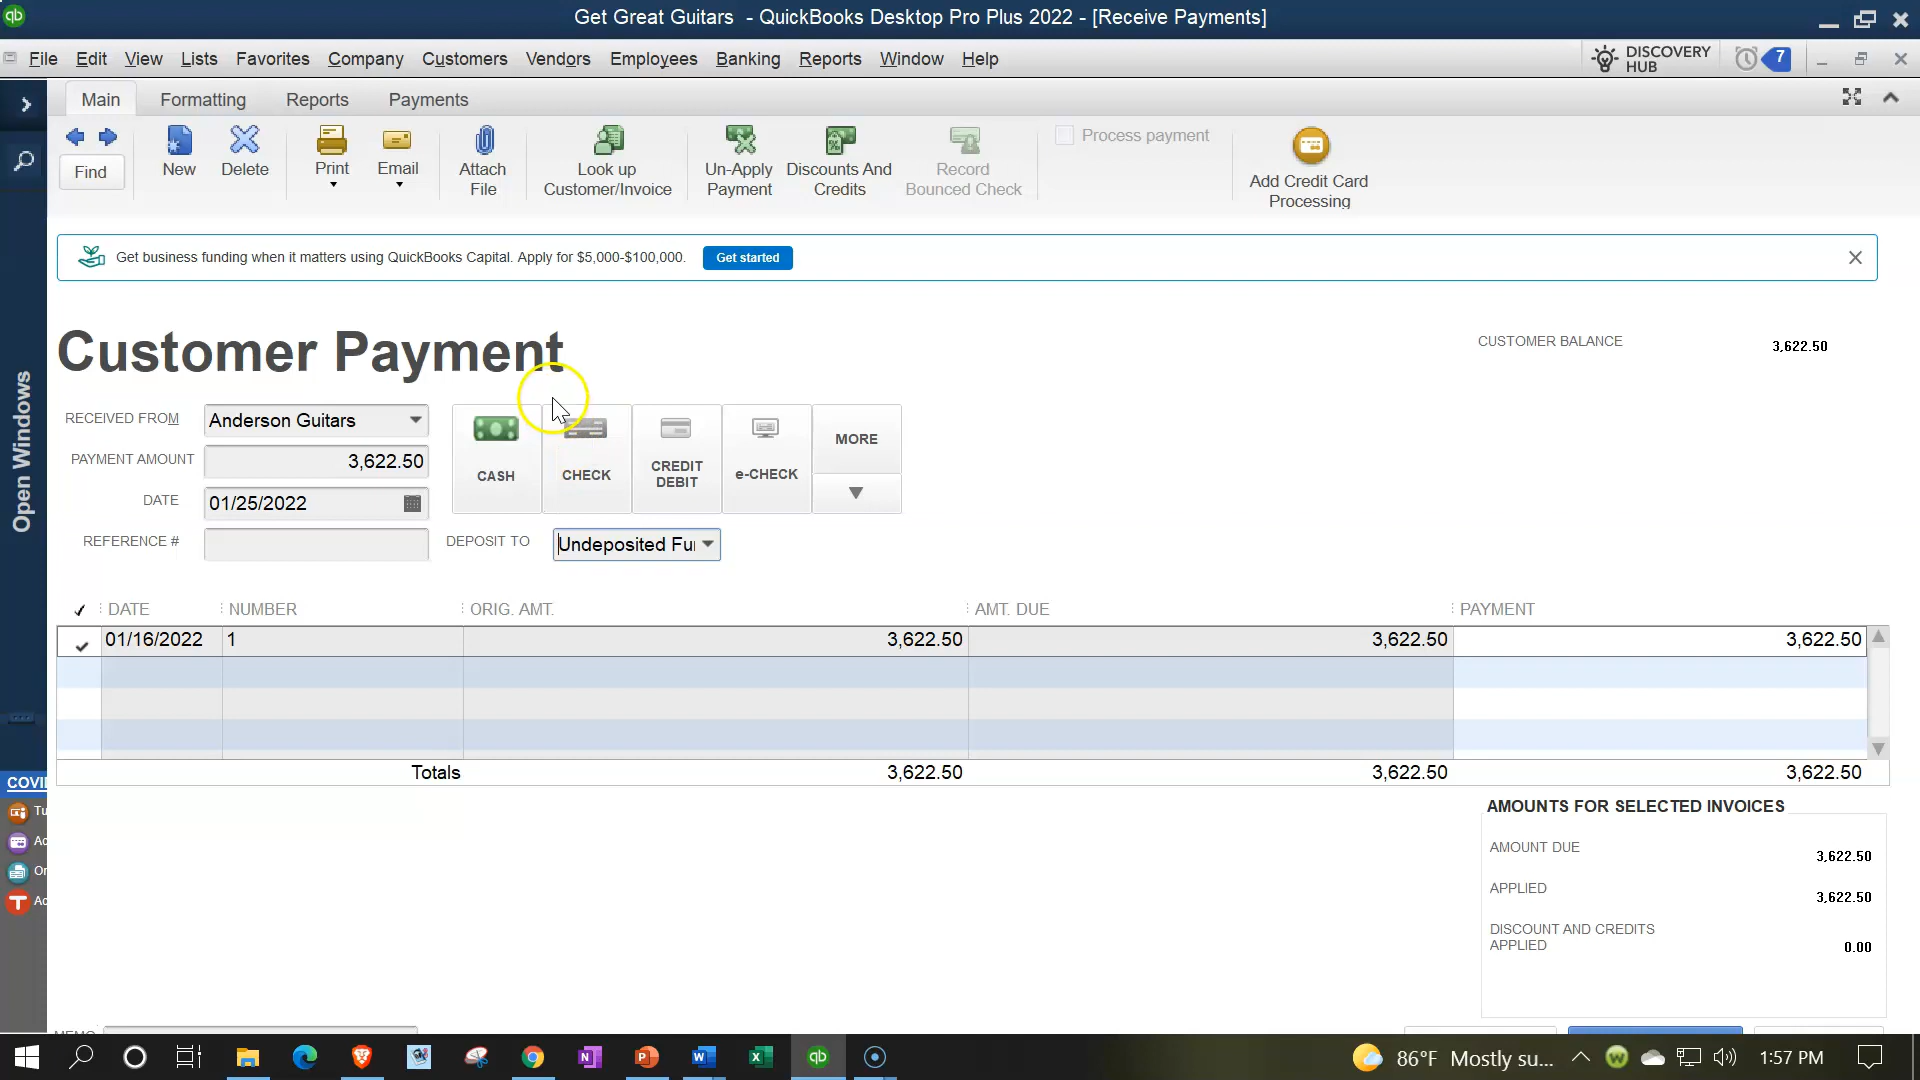 qb
Get Great Guitars - QuickBooks Desktop Pro Plus 2022 - [Receive Payments]
File Edit View Lists Favorites Company Customers Vendors Employees Banking Reports Window Help
DISCOVERY
HUB
7
Main Formatting Reports Payments
Find
New
Delete
Print
Email
Attach
File
Look up
Customer/Invoice
Un-Apply
Payment
Discounts And
Credits
Record
Bounced Check
Process payment
Add Credit Card
Processing
Get business funding when it matters using QuickBooks Capital. Apply for $5,000-$100,000.
Get started
Open Windows
Customer Payment
CUSTOMER BALANCE 3,622.50
RECEIVED FROM Anderson Guitars
PAYMENT AMOUNT 3,622.50
DATE 01/25/2022
REFERENCE #
CASH
CHECK
CREDIT
DEBIT
e-CHECK
MORE
DEPOSIT TO Undeposited Fu
DATE NUMBER ORIG. AMT. AMT. DUE PAYMENT
01/16/2022 1 3,622.50 3,622.50 3,622.50
Totals 3,622.50 3,622.50 3,622.50
COVI
Tu
Ac
Or
Ac
AMOUNTS FOR SELECTED INVOICES
AMOUNT DUE 3,622.50
APPLIED 3,622.50
DISCOUNT AND CREDITS
APPLIED 0.00
MEMO
qb
86°F Mostly su...
1:57 PM